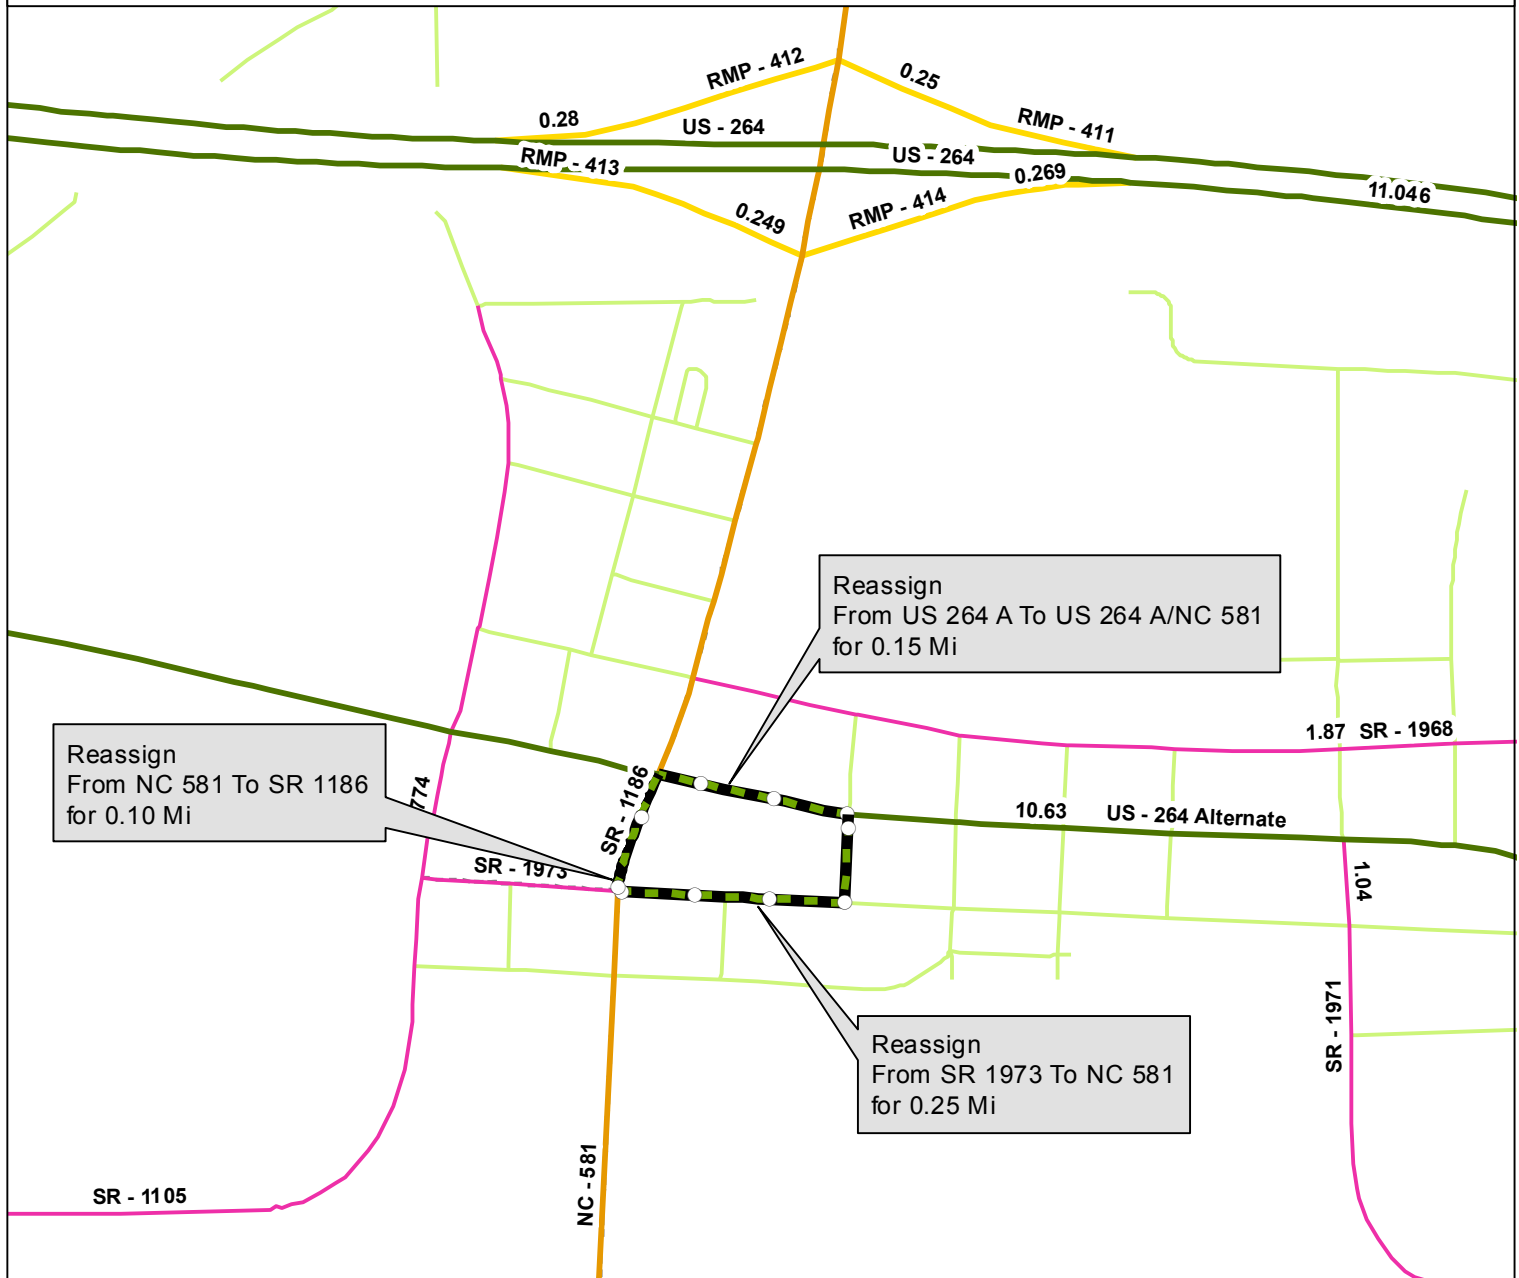 RMP - 412
0.25
0.28
US - 264
RMP - 411
RMP - 413
US - 264
0.269
11.046
0.249
RMP - 414
Reassign
From US 264 A To US 264 A/NC 581
for 0.15 Mi
1.87 SR - 1968
Reassign
From NC 581 To SR 1186
for 0.10 Mi
774
SR - 1186
10.63
US - 264 Alternate
SR - 1973
1.04
SR - 1971
Reassign
From SR 1973 To NC 581
for 0.25 Mi
NC - 581
SR - 1105